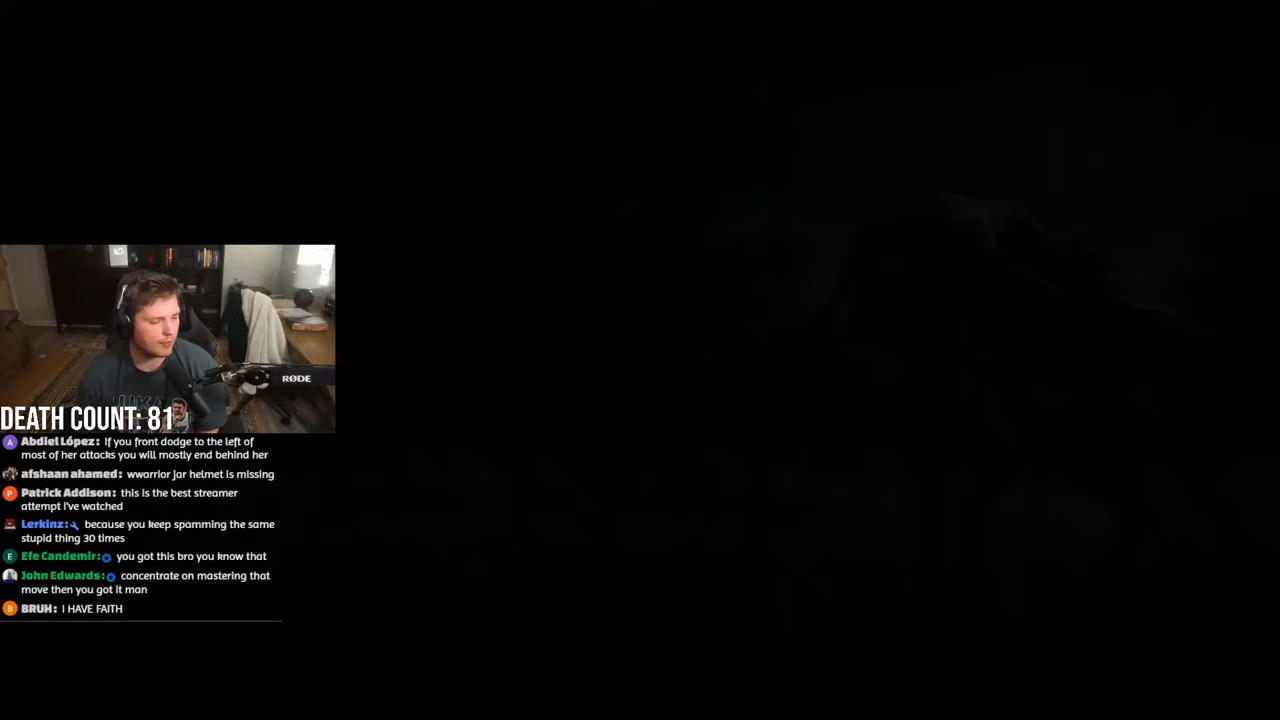 RØDE
DEATH COUNT: 81
Abdiel López: If you front dodge to the left of
most of her attacks you will mostly end behind her
afshaan ahamed: wwarrior jar helmet is missing
Patrick Addison: this is the best streamer
attempt I've watched
Lerkinz: because you keep spamming the same
stupid thing 30 times
Efe Candemir: you got this bro you know that
John Edwards: concentrate on mastering that
move then you got it man
BRUH: I HAVE FAITH